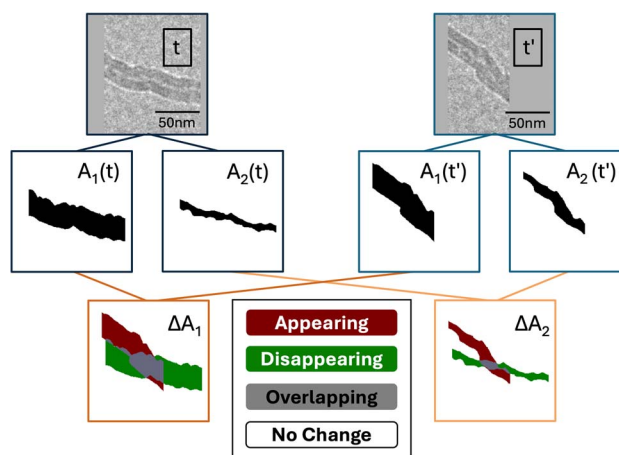 t
50nm
t'
50nm
A₁(t)
A₂(t)
A₁(t')
A₂(t')
ΔA₁
Appearing
Disappearing
Overlapping
No Change
ΔA₂